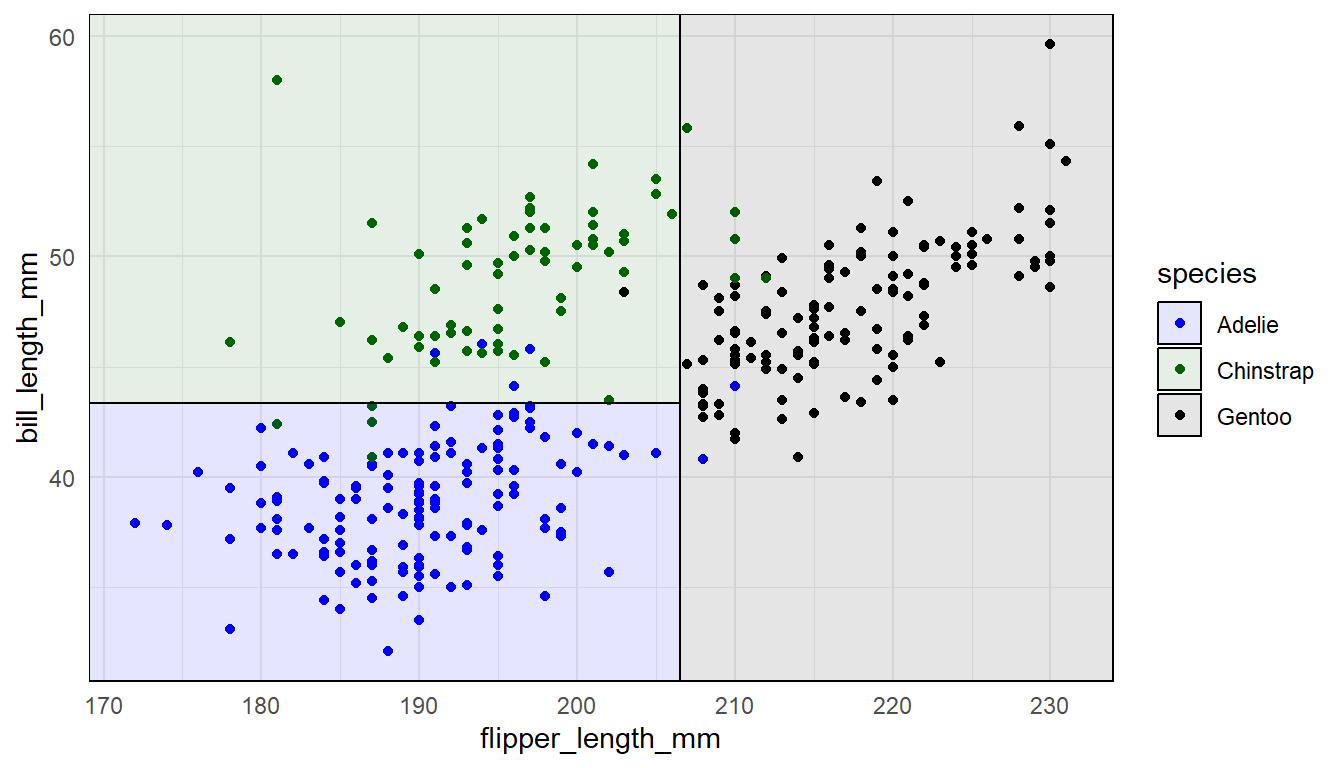 60
50
40
bill_length_mm
170 180 190 200 210 220 230
flipper_length_mm
species
Adelie
Chinstrap
Gentoo